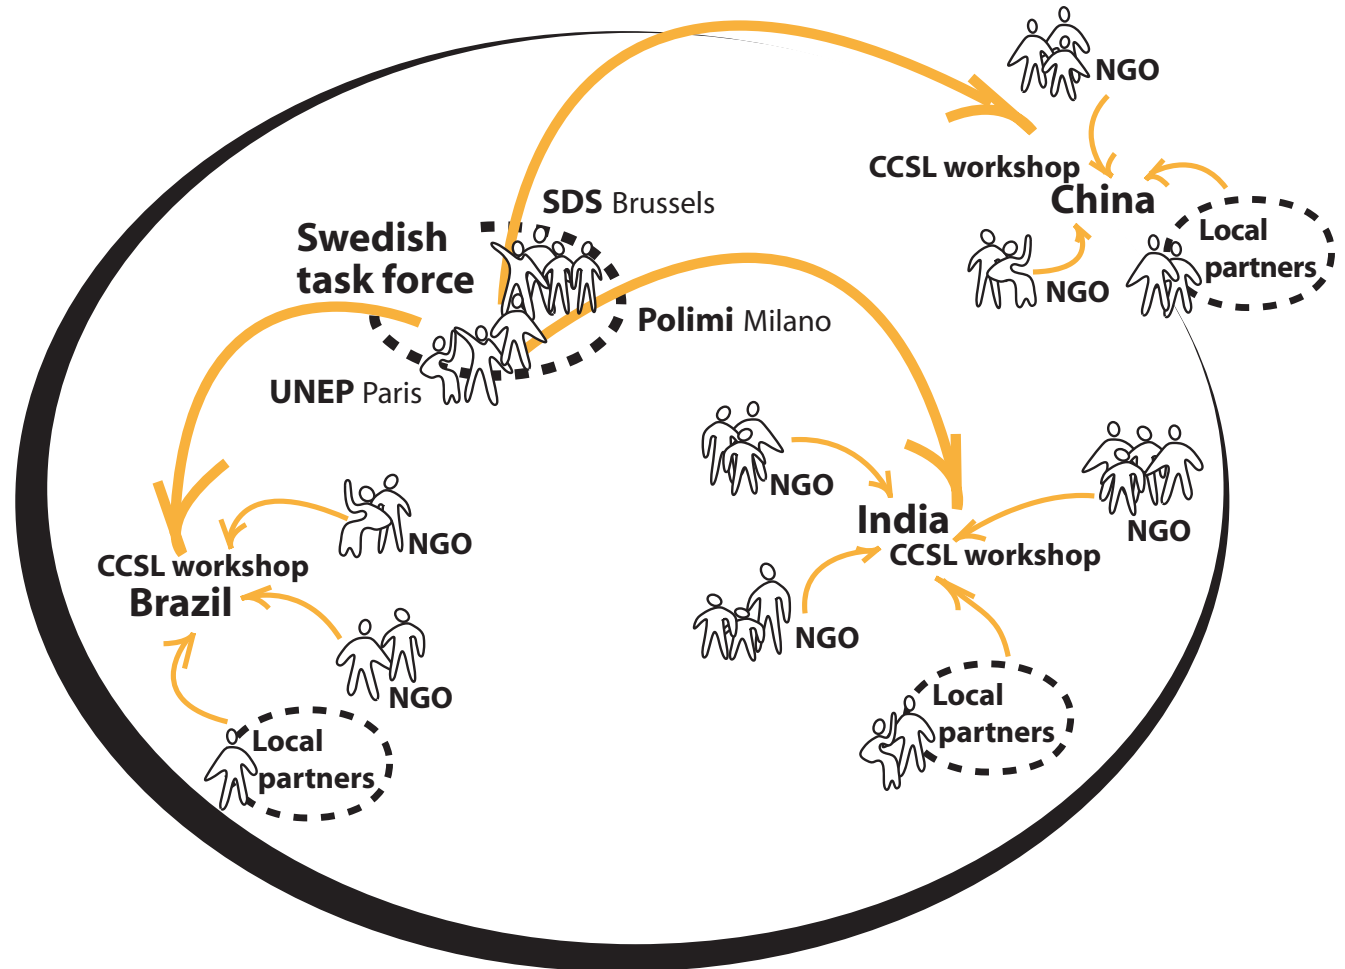 NGO
CCSL workshop
China
Local
partners
NGO
SDS Brussels
Swedish
task force
Polimi Milano
UNEP Paris
NGO
NGO
India
CCSL workshop
NGO
NGO
Local
partners
NGO
CCSL workshop
Brazil
NGO
Local
partners